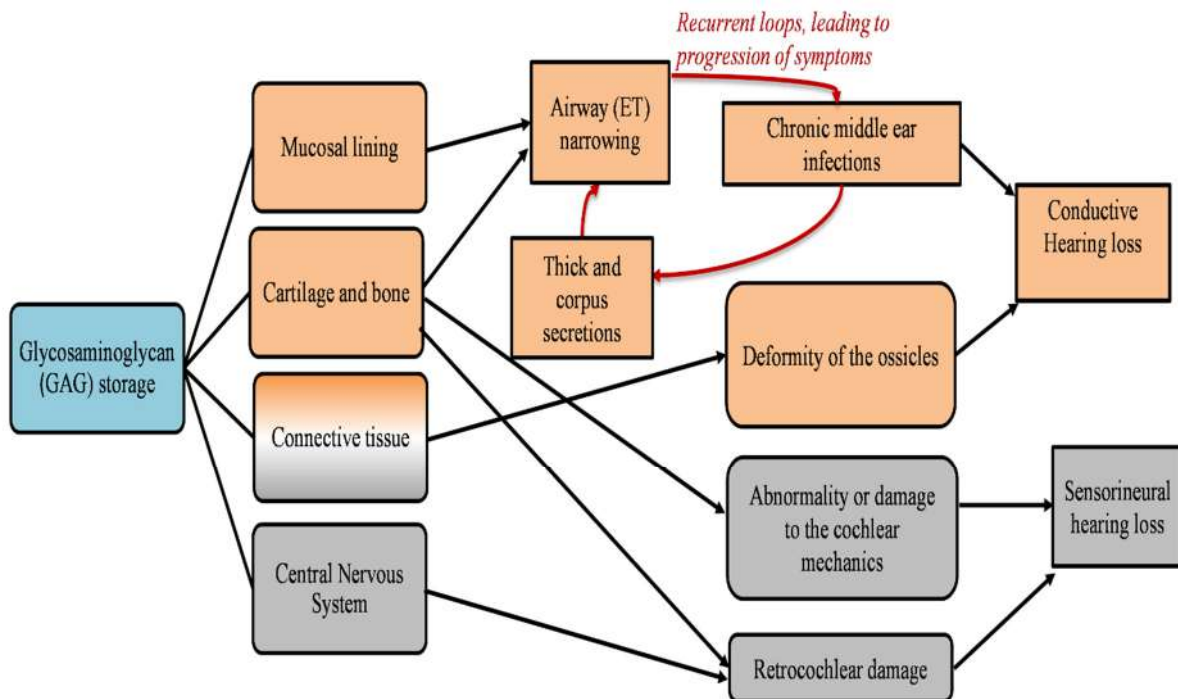 Recurrent loops, leading to
progression of symptoms
Mucosal lining
Airway (ET)
narrowing
Chronic middle ear
infections
Conductive
Hearing loss
Cartilage and bone
Thick and
corpus
secretions
Glycosaminoglycan
(GAG) storage
Deformity of the ossicles
Connective tissue
Abnormality or damage
to the cochlear
mechanics
Sensorineural
hearing loss
Central Nervous
System
Retrocochlear damage